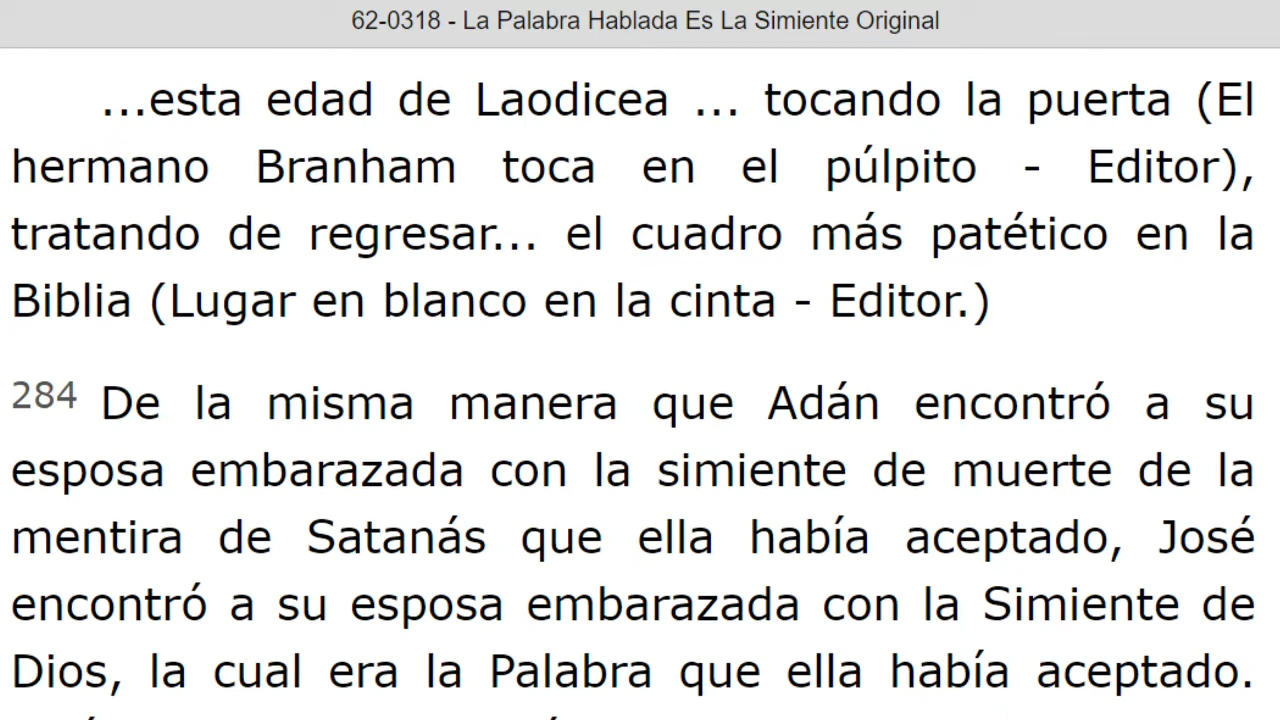 62-0318 - La Palabra Hablada Es La Simiente Original
...esta edad de Laodicea ... tocando la puerta (El
hermano Branham toca en el púlpito - Editor),
tratando de regresar... el cuadro más patético en la
Biblia (Lugar en blanco en la cinta - Editor.)
284 De la misma manera que Adán encontró a su
esposa embarazada con la simiente de muerte de la
mentira de Satanás que ella había aceptado, José
encontró a su esposa embarazada con la Simiente de
Dios, la cual era la Palabra que ella había aceptado.